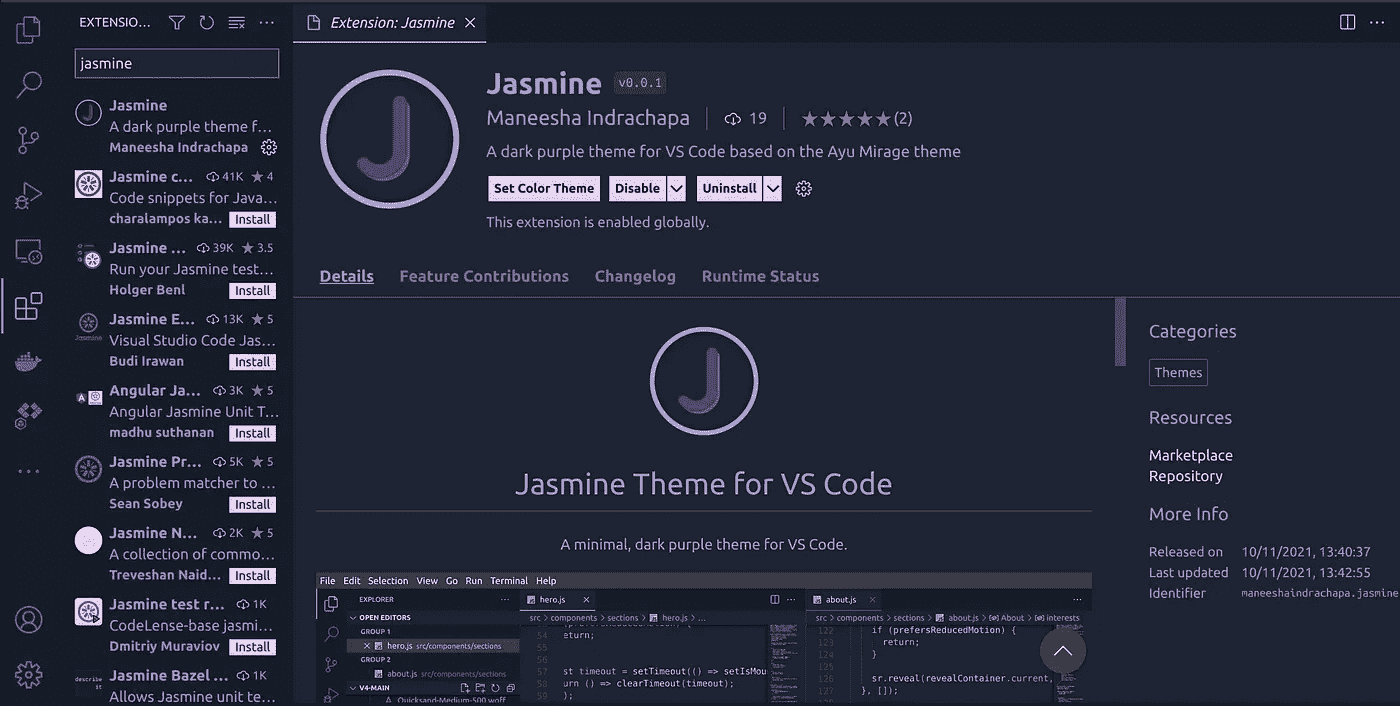 EXTENSIO...
jasmine
Jasmine
A dark purple theme f...
Maneesha Indrachapa
Jasmine c... 41K ★ 4
Code snippets for Java...
charalampos ka... Install
Jasmine ... 39K ★ 3.5
Run your Jasmine test...
Holger Benl Install
Jasmine E... 13K ★ 5
Visual Studio Code Jas...
Budi Irawan Install
Angular Ja... 3K ★ 5
Angular Jasmine Unit T...
madhu suthanan Install
Jasmine Pr... 5K ★ 5
A problem matcher to ...
Sean Sobey Install
Jasmine N... 2K ★ 5
A collection of commo...
Treveshan Naid... Install
Jasmine test r... 1K
CodeLense-base jasmi...
Dmitriy Muraviov Install
describe
it
Jasmine Bazel ... 1K
Allows Jasmine unit te...
Extension: Jasmine
J
Jasmine v0.0.1
Maneesha Indrachapa 19 ★★★★★(2)
A dark purple theme for VS Code based on the Ayu Mirage theme
Set Color Theme Disable Uninstall
This extension is enabled globally.
Details Feature Contributions Changelog Runtime Status
J
Jasmine Theme for VS Code
A minimal, dark purple theme for VS Code.
File Edit Selection View Go Run Terminal Help
EXPLORER ...
OPEN EDITORS
GROUP 1
hero.js src/components/sections
GROUP 2
about.js src/components/sections
V4-MAIN
Quicksand-Medium-500.woff
hero.js
src > components > sections > hero.js > ...
54 eturn;
55
56
57 st timeout = setTimeout(() => setIsMou
58 urn () => clearTimeout(timeout);
59 );
about.js
src > components > sections > about.js > About > interests
122 if (prefersReducedMotion) {
123 return;
124 }
125
126 sr.reveal(revealContainer.current,
127 }, []);
Categories
Themes
Resources
Marketplace
Repository
More Info
Released on 10/11/2021, 13:40:37
Last updated 10/11/2021, 13:42:55
Identifier maneeshaindrachapa.jasmine